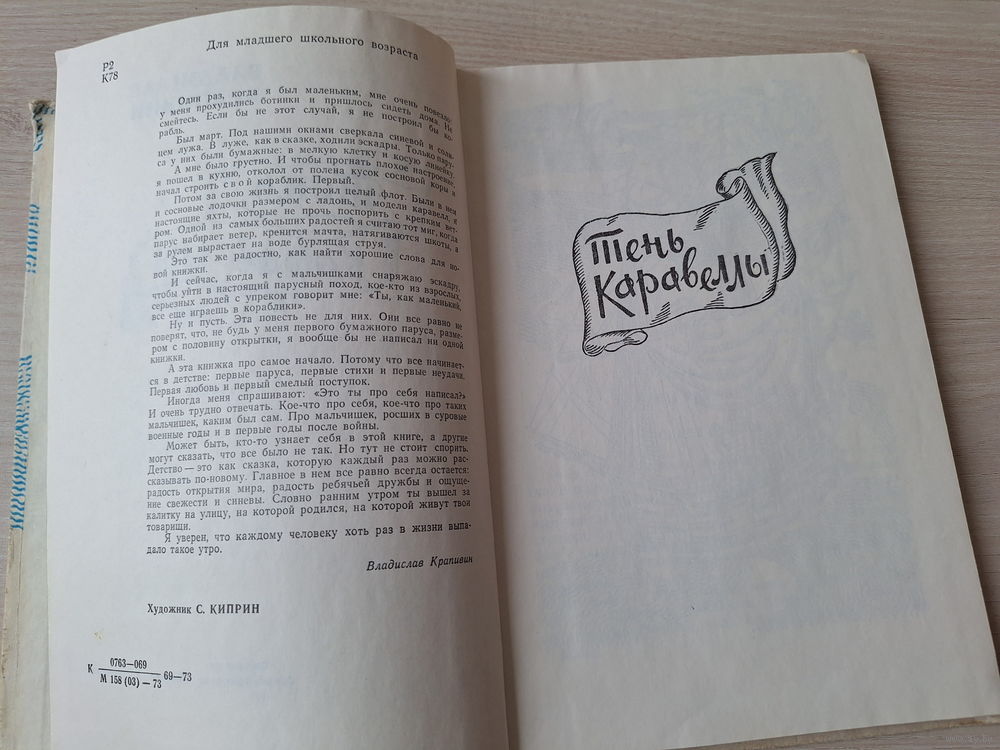 Для младшего школьного возраста
Р2
К78
Один раз, когда я был маленьким, мне очень повезло:
у меня прохудились ботинки и пришлось сидеть дома. Не
смейтесь. Если бы не этот случай, я не построил бы ко-
рабль.
Был март. Под нашими окнами сверкала синевой и солн-
цем лужа. В луже, как в сказке, ходили эскадры. Только пару-
са у них были бумажные: в мелкую клетку и косую линейку.
А мне было грустно. И чтобы прогнать плохое настроение,
я пошел в кухню, отколол от полена кусок сосновой коры и
начал строить свой кораблик. Первый.
Потом за свою жизнь я построил целый флот. Были в нем
и сосновые лодочки размером с ладонь, и модели каравелл, и
настоящие яхты, которые не прочь поспорить с крепким вет-
ром. Одной из самых больших радостей я считаю тот миг, когда
парус набирает ветер, кренится мачта, натягиваются шкоты, а
за рулем вырастает на воде бурлящая струя.
Это так же радостно, как найти хорошие слова для но-
вой книжки.
И сейчас, когда я с мальчишками снаряжаю эскадру,
чтобы уйти в настоящий парусный поход, кое-кто из взрослых,
серьезных людей с упреком говорит мне: «Ты, как маленький,
все еще играешь в кораблики».
Ну и пусть. Эта повесть не для них. Они все равно не
поверят, что, не будь у меня первого бумажного паруса, разме-
ром с половину открытки, я вообще бы не написал ни одной
книжки.
А эта книжка про самое начало. Потому что все начинает-
ся в детстве: первые паруса, первые стихи и первые неудачи.
Первая любовь и первый смелый поступок.
Иногда меня спрашивают: «Это ты про себя написал?»
И очень трудно отвечать. Кое-что про себя, кое-что про таких
мальчишек, каким был сам. Про мальчишек, росших в суровые
военные годы и в первые годы после войны.
Может быть, кто-то узнает себя в этой книге, а другие
могут сказать, что все было не так. Но тут не стоит спорить.
Детство — это как сказка, которую каждый раз можно рас-
сказывать по-новому. Главное в нем все равно всегда остается:
радость открытия мира, радость ребячьей дружбы и ощуще-
ние свежести и синевы. Словно ранним утром ты вышел за
калитку на улицу, на которой родился, на которой живут твои
товарищи.
Я уверен, что каждому человеку хоть раз в жизни выпа-
дало такое утро.
Владислав Крапивин
Художник С. КИПРИН
К 0763—069
М 158 (03) — 73 69—73
Тень
Каравеллы